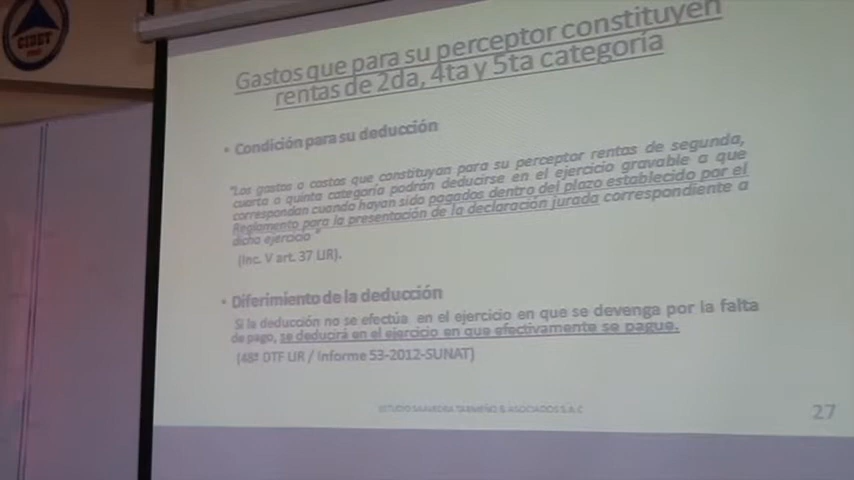 CIDET
Gastos que para su perceptor constituyen
rentas de 2da, 4ta y 5ta categoría
• Condición para su deducción
"Los gastos o costos que constituyan para su perceptor rentas de segunda,
cuarta o quinta categoría podrán deducirse en el ejercicio gravable a que
correspondan cuando hayan sido pagados dentro del plazo establecido por el
Reglamento para la presentación de la declaración jurada correspondiente a
dicho ejercicio"
(Inc. V art. 37 LIR).
• Diferimiento de la deducción
Si la deducción no se efectúa en el ejercicio en que se devenga por la falta
de pago, se deducirá en el ejercicio en que efectivamente se pague.
(48ª DTF LIR / Informe 53-2012-SUNAT)
ESTUDIO SAAVEDRA & ASOCIADOS S.A.C
27